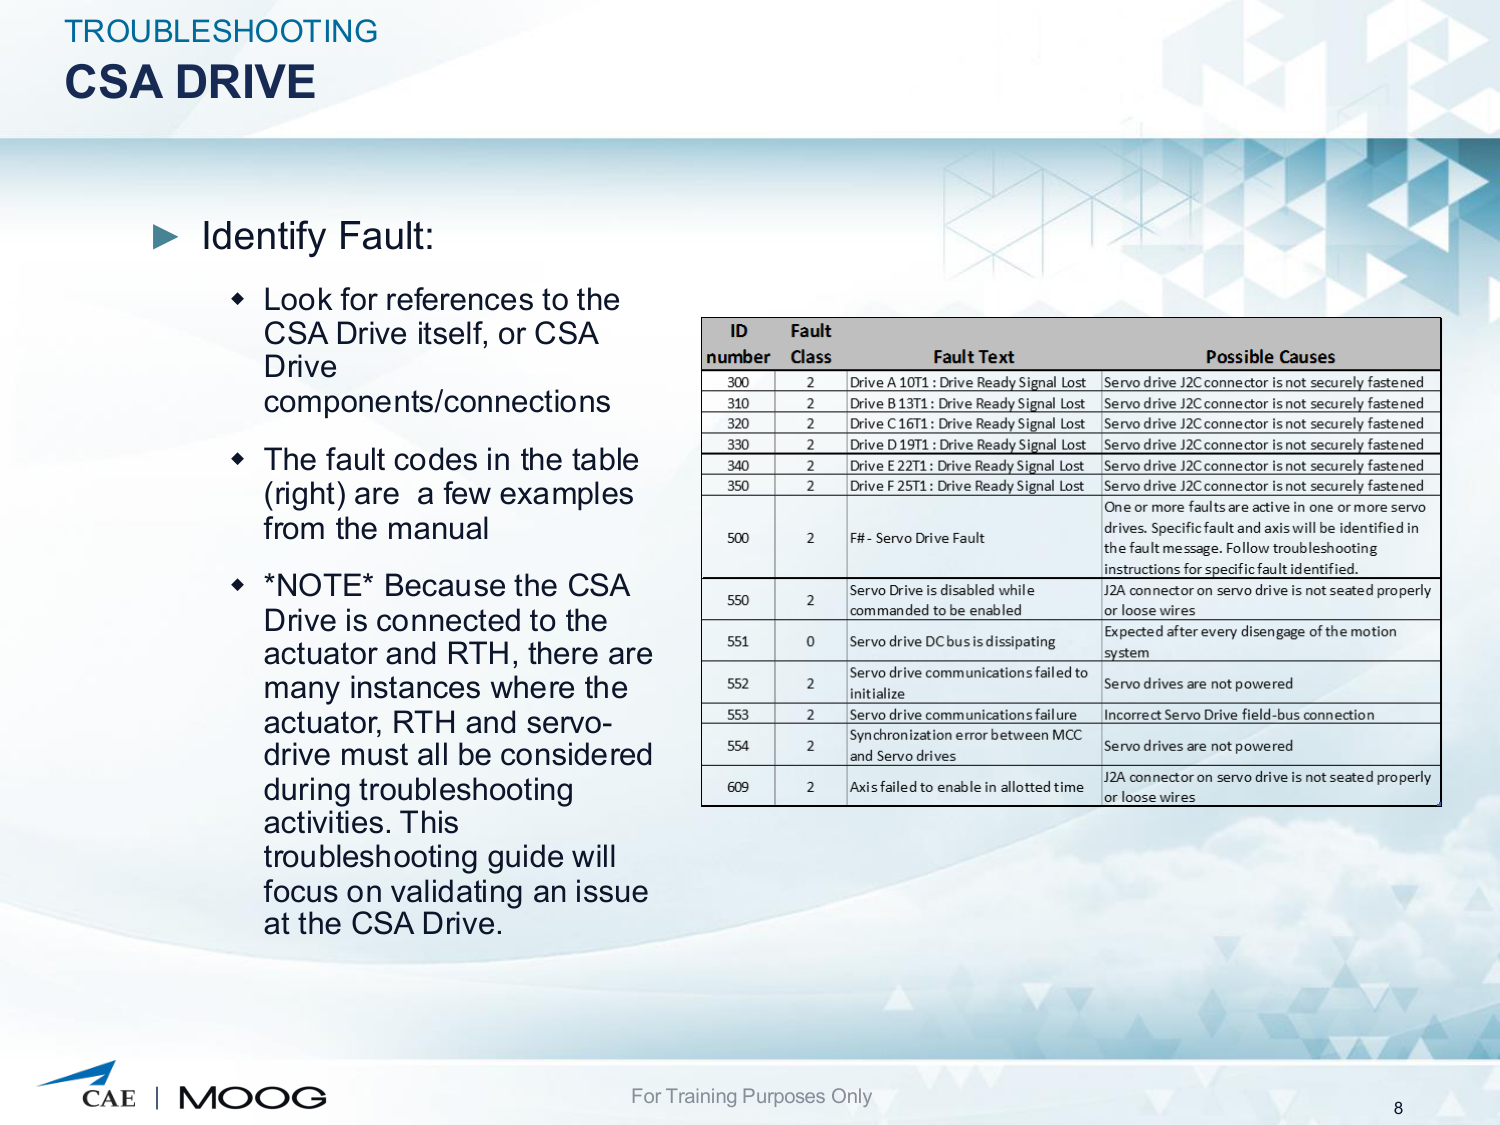 TROUBLESHOOTING
CSA DRIVE
► Identify Fault:
◆ Look for references to the
CSA Drive itself, or CSA
Drive
components/connections
◆ The fault codes in the table
(right) are  a few examples
from the manual
◆ *NOTE* Because the CSA
Drive is connected to the
actuator and RTH, there are
many instances where the
actuator, RTH and servo-
drive must all be considered
during troubleshooting
activities. This
troubleshooting guide will
focus on validating an issue
at the CSA Drive.
ID number | Fault Class | Fault Text | Possible Causes
300 | 2 | Drive A 10T1 : Drive Ready Signal Lost | Servo drive J2C connector is not securely fastened
310 | 2 | Drive B 13T1 : Drive Ready Signal Lost | Servo drive J2C connector is not securely fastened
320 | 2 | Drive C 16T1 : Drive Ready Signal Lost | Servo drive J2C connector is not securely fastened
330 | 2 | Drive D 19T1 : Drive Ready Signal Lost | Servo drive J2C connector is not securely fastened
340 | 2 | Drive E 22T1 : Drive Ready Signal Lost | Servo drive J2C connector is not securely fastened
350 | 2 | Drive F 25T1 : Drive Ready Signal Lost | Servo drive J2C connector is not securely fastened
500 | 2 | F# - Servo Drive Fault | One or more faults are active in one or more servo drives. Specific fault and axis will be identified in the fault message. Follow troubleshooting instructions for specific fault identified.
550 | 2 | Servo Drive is disabled while commanded to be enabled | J2A connector on servo drive is not seated properly or loose wires
551 | 0 | Servo drive DC bus is dissipating | Expected after every disengage of the motion system
552 | 2 | Servo drive communications failed to initialize | Servo drives are not powered
553 | 2 | Servo drive communications failure | Incorrect Servo Drive field-bus connection
554 | 2 | Synchronization error between MCC and Servo drives | Servo drives are not powered
609 | 2 | Axis failed to enable in allotted time | J2A connector on servo drive is not seated properly or loose wires
CAE | MOOG
For Training Purposes Only
8